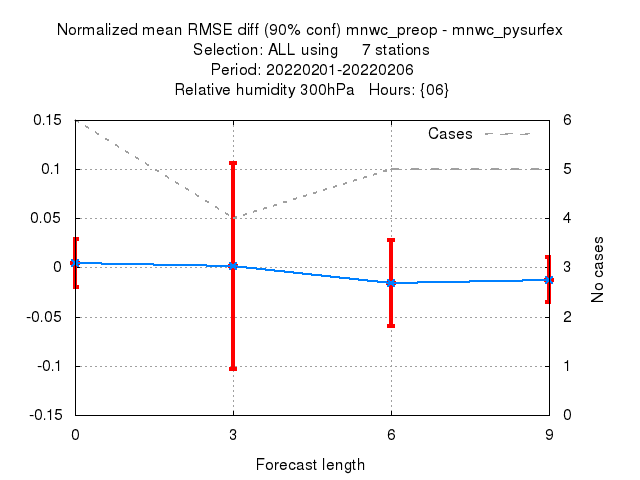 Normalized mean RMSE diff (90% conf) mnwc_preop - mnwc_pysurfex
Selection: ALL using 7 stations
Period: 20220201-20220206
Relative humidity 300hPa Hours: {06}
Cases
0.15
0.1
0.05
0
-0.05
-0.1
-0.15
6
5
4
3
2
1
0
No cases
0 3 6 9
Forecast length